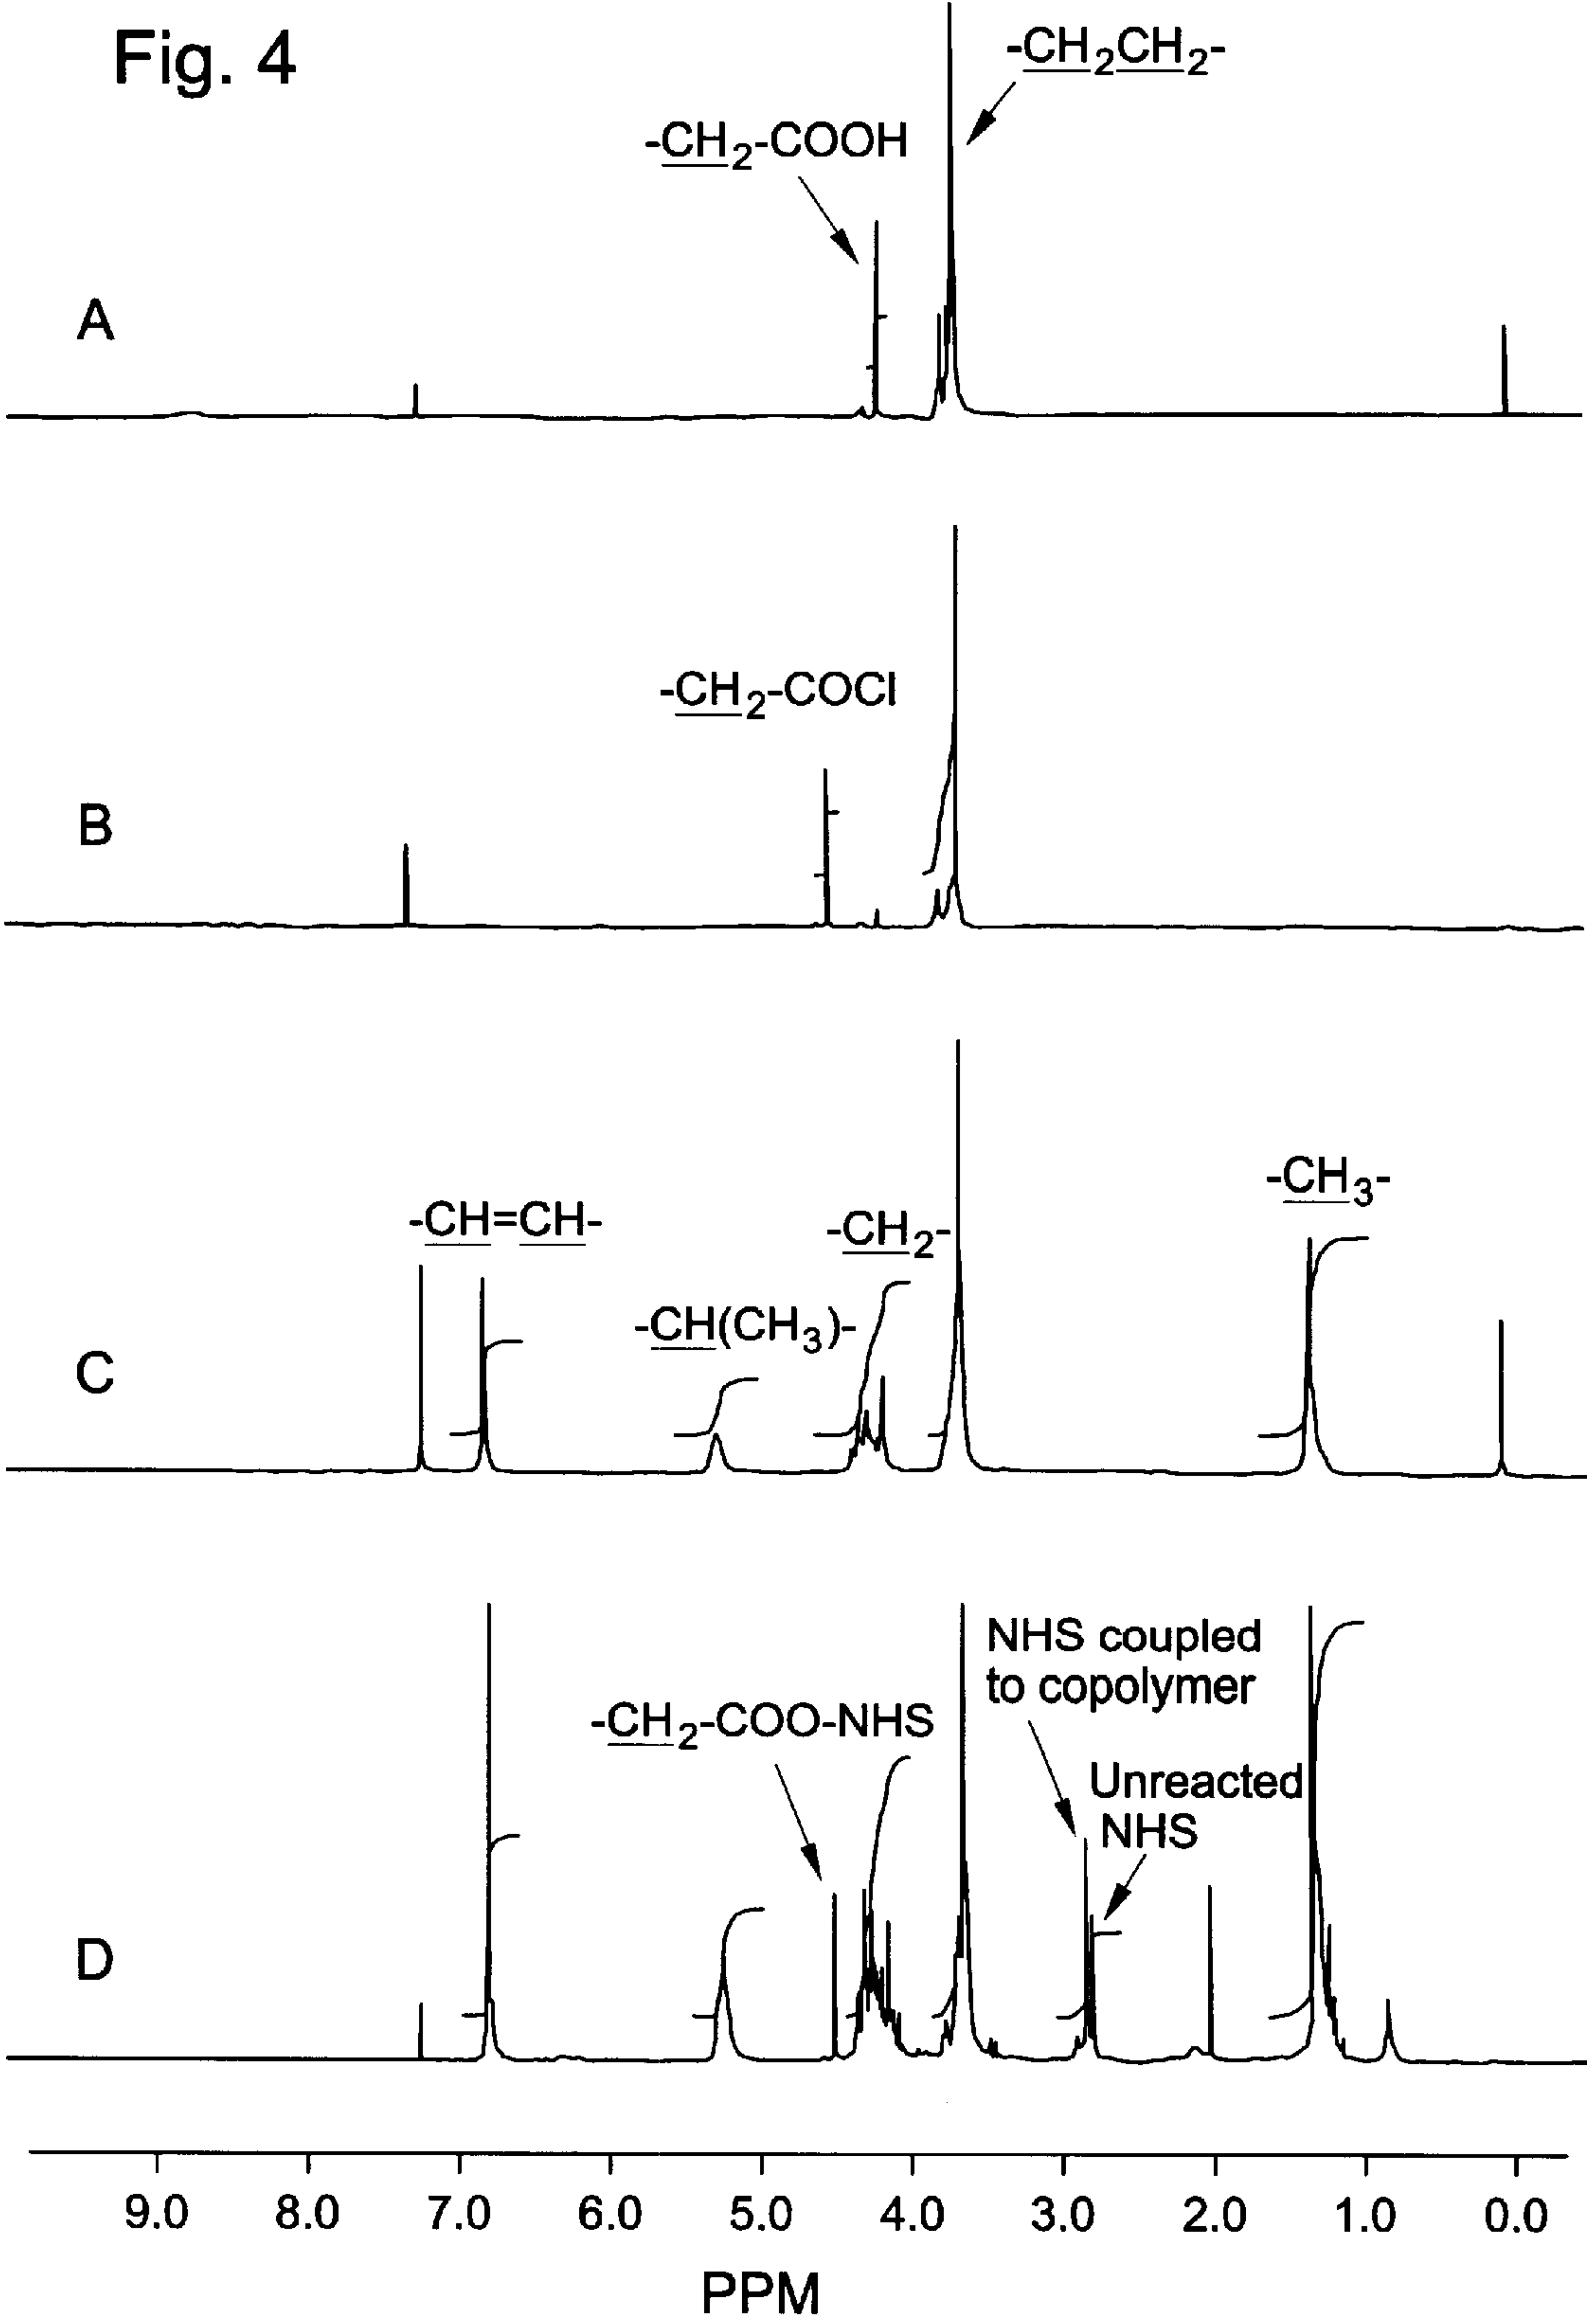 Fig. 4
-CH₂CH₂-
-CH₂-COOH
A
-CH₂-COCl
B
-CH₃-
-CH=CH-
-CH₂-
-CH(CH₃)-
C
NHS coupled
to copolymer
-CH₂-COO-NHS
Unreacted
NHS
D
9.0 8.0 7.0 6.0 5.0 4.0 3.0 2.0 1.0 0.0
PPM